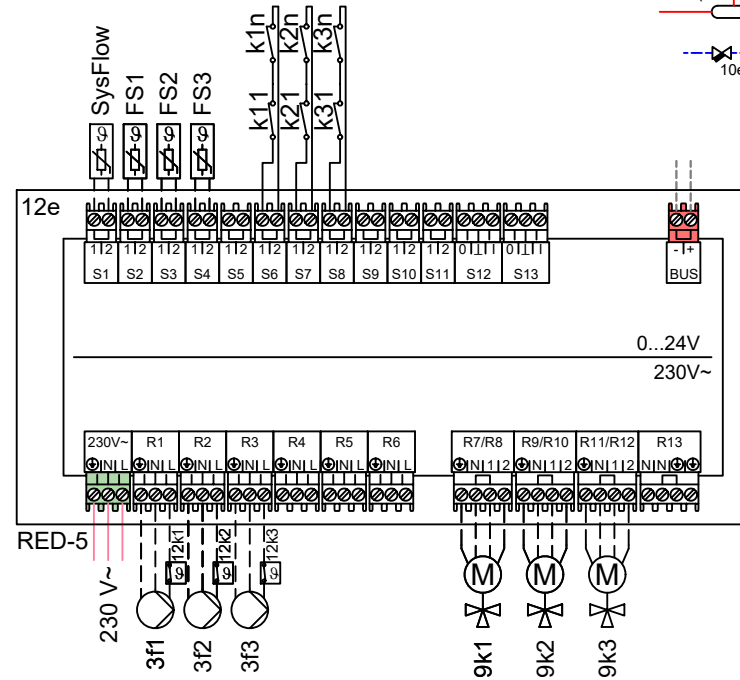 10e
SysFlow
FS1
FS2
FS3
k11
k1n
k21
k2n
k31
k3n
ϑ ϑ ϑ ϑ
12e
1 2 1 2 1 2 1 2 1 2 1 2 1 2 1 2 1 2 1 2 1 2 0 ⊥ I 0 ⊥ I - +
S1 S2 S3 S4 S5 S6 S7 S8 S9 S10 S11 S12 S13 BUS
0...24V
230V~
230V~ R1 R2 R3 R4 R5 R6 R7/R8 R9/R10 R11/R12 R13
N L N L N L N L N L N L N L N 1 2 N 1 2 N 1 2 N N
RED-5
230 V~
12k1
12k2
12k3
ϑ ϑ ϑ
3f1
3f2
3f3
M M M
9k1
9k2
9k3